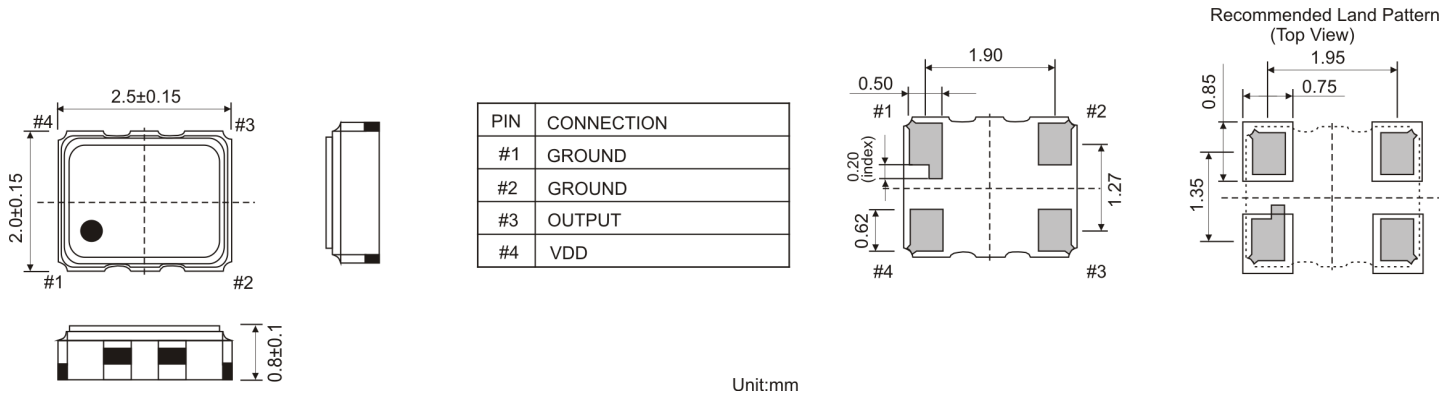 2.5±0.15
#4
#3
2.0±0.15
#1
#2
0.8±0.1
PIN CONNECTION
#1 GROUND
#2 GROUND
#3 OUTPUT
#4 VDD
Unit:mm
1.90
0.50
#1
#2
0.20
(index)
1.27
0.62
#4
#3
Recommended Land Pattern
(Top View)
1.95
0.75
0.85
1.35